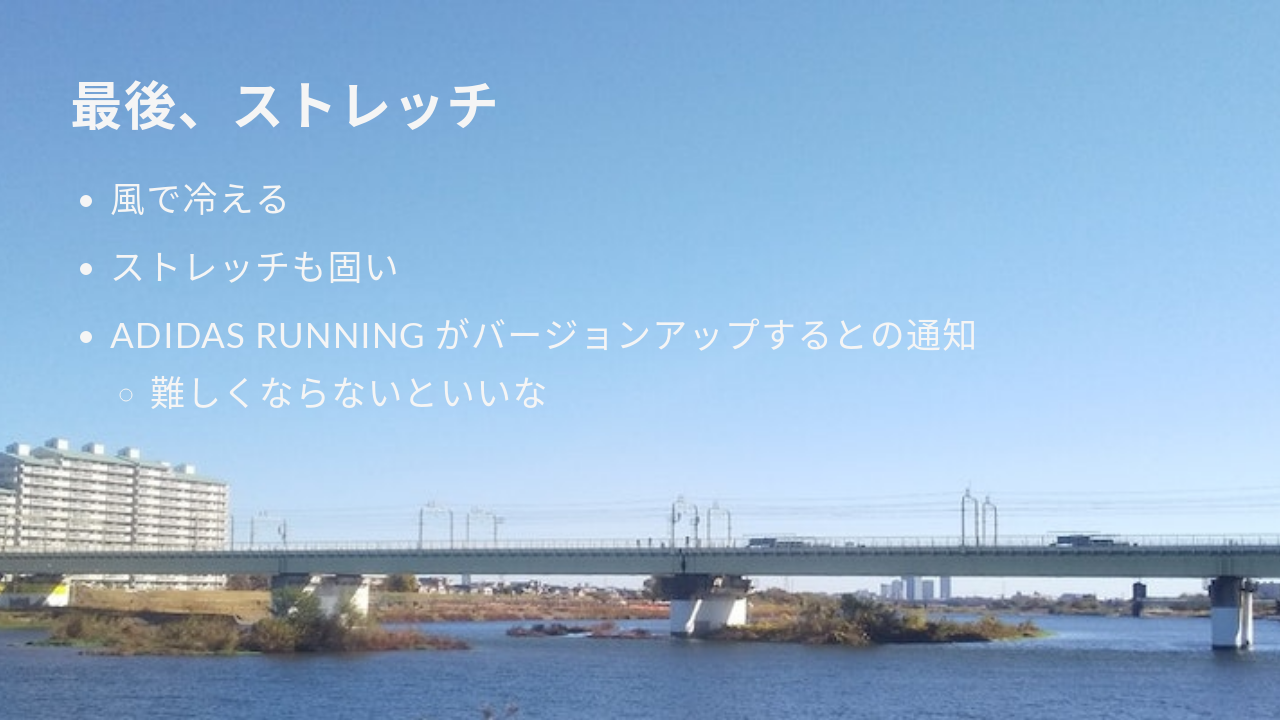 最後、ストレッチ
風で冷える
ストレッチも固い
ADIDAS RUNNING がバージョンアップするとの通知
難しくならないといいな